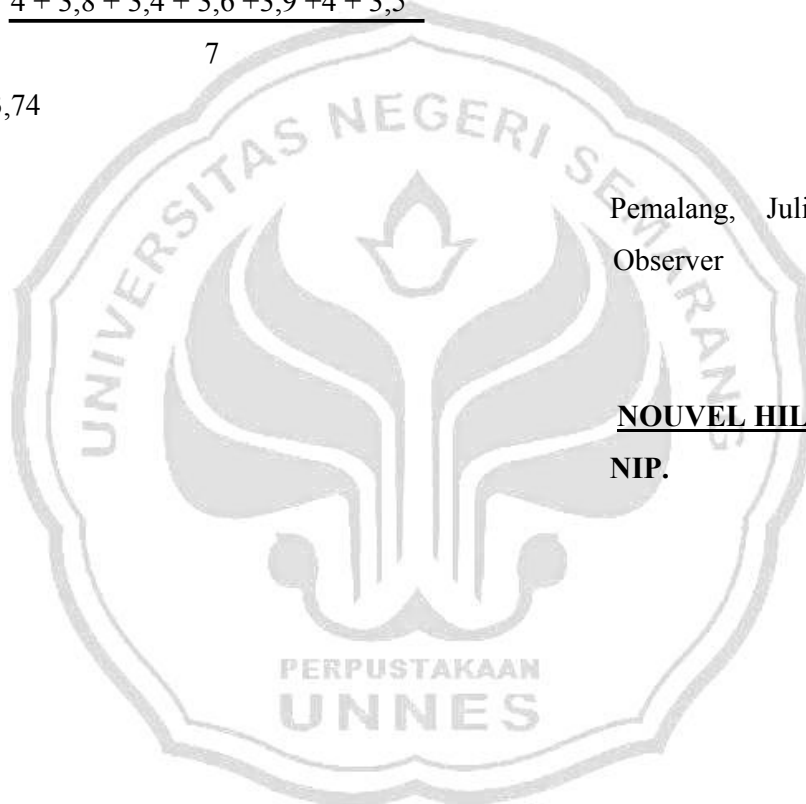 4 + 3,8 + 3,4 + 3,6 +3,9 +4 + 3,5
7
,74
UNIVERSITAS NEGERI SEMARANG
Pemalang, Juli
Observer
NOUVEL HIL
NIP.
PERPUSTAKAAN
UNNES